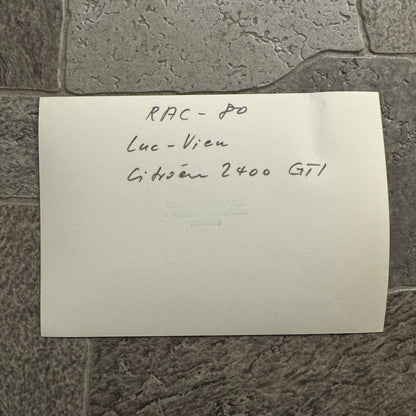 RAC - 80
Luc - Vien
Citroën 2400 GTI